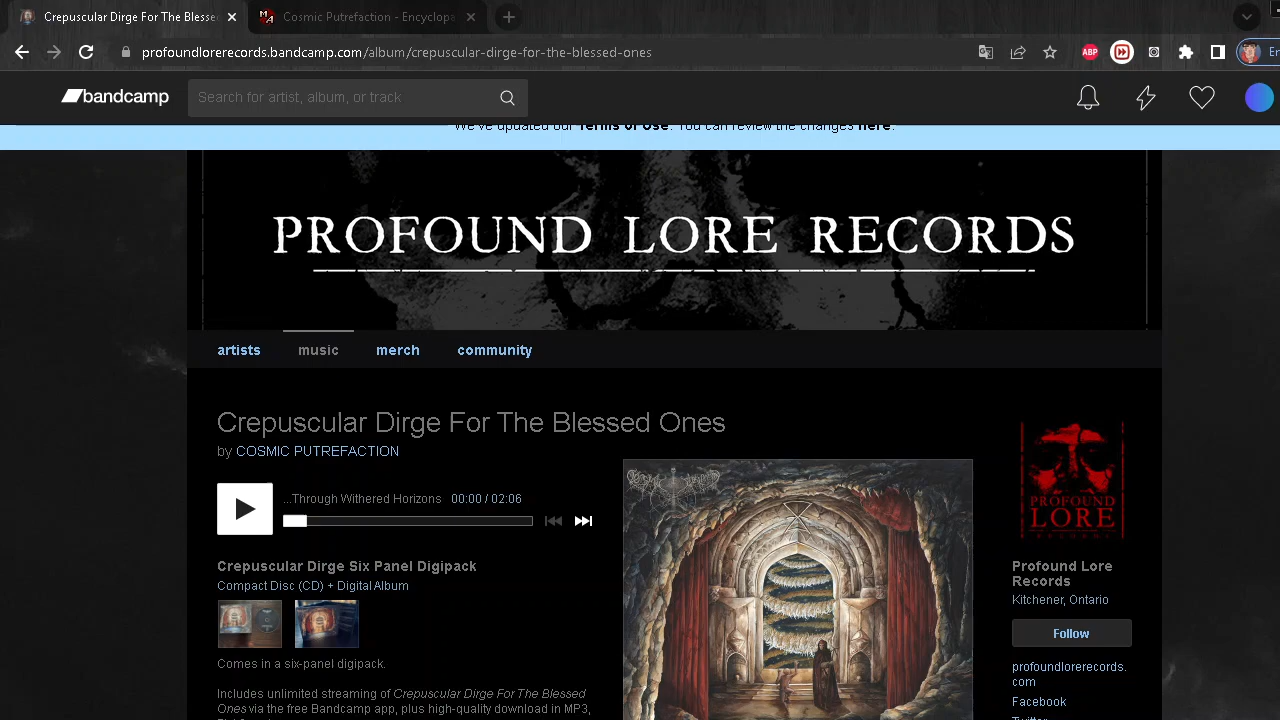 Crepuscular Dirge For The Blesse
Cosmic Putrefaction - Encyclopa
profoundlorerecords.bandcamp.com/album/crepuscular-dirge-for-the-blessed-ones
ABP
En
bandcamp
Search for artist, album, or track
We've updated our Terms of Use. You can review the changes here.
PROFOUND LORE RECORDS
artists
music
merch
community
Crepuscular Dirge For The Blessed Ones
by COSMIC PUTREFACTION
...Through Withered Horizons 00:00 / 02:06
Crepuscular Dirge Six Panel Digipack
Compact Disc (CD) + Digital Album
Comes in a six-panel digipack.
Includes unlimited streaming of Crepuscular Dirge For The Blessed
Ones via the free Bandcamp app, plus high-quality download in MP3,
PROFOUND
LORE
RECORDS
Profound Lore
Records
Kitchener, Ontario
Follow
profoundlorerecords.
com
Facebook
Twitter